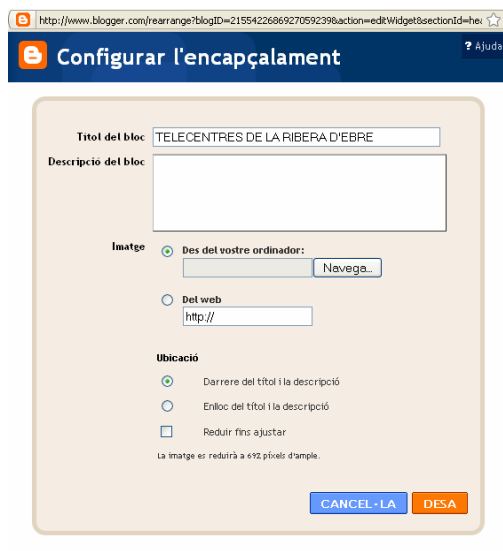 http://www.blogger.com/rearrange?blogID=2155422686927059239&action=editWidget&sectionId=hea
Configurar l'encapçalament
? Ajuda
Títol del bloc TELECENTRES DE LA RIBERA D'EBRE
Descripció del bloc
Imatge
Des del vostre ordinador:
Navega...
Del web
http://
Ubicació
Darrere del títol i la descripció
Enlloc del títol i la descripció
Reduir fins ajustar
La imatge es reduirà a 692 píxels d'ample.
CANCEL·LA DESA